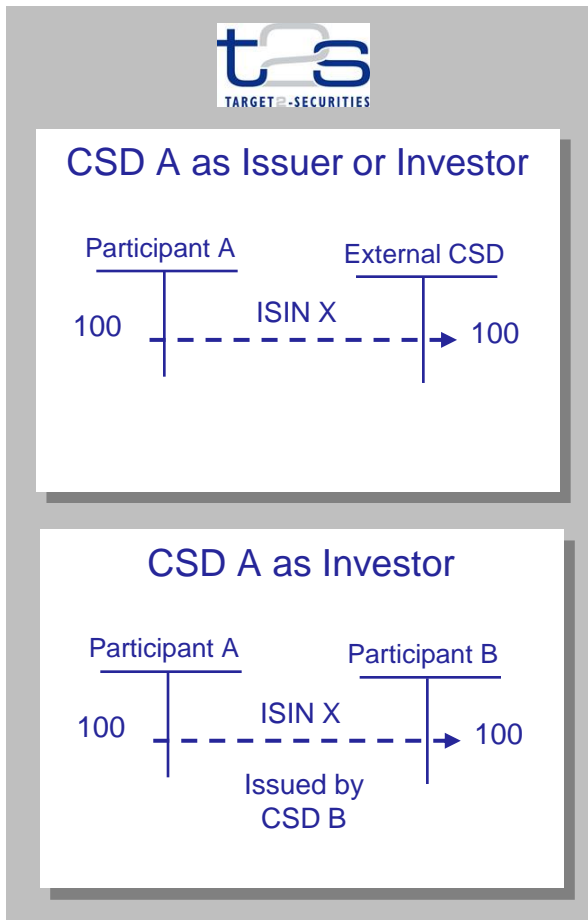 t2s
TARGET2-SECURITIES
CSD A as Issuer or Investor
Participant A
External CSD
100
ISIN X
100
CSD A as Investor
Participant A
Participant B
100
ISIN X
100
Issued by
CSD B